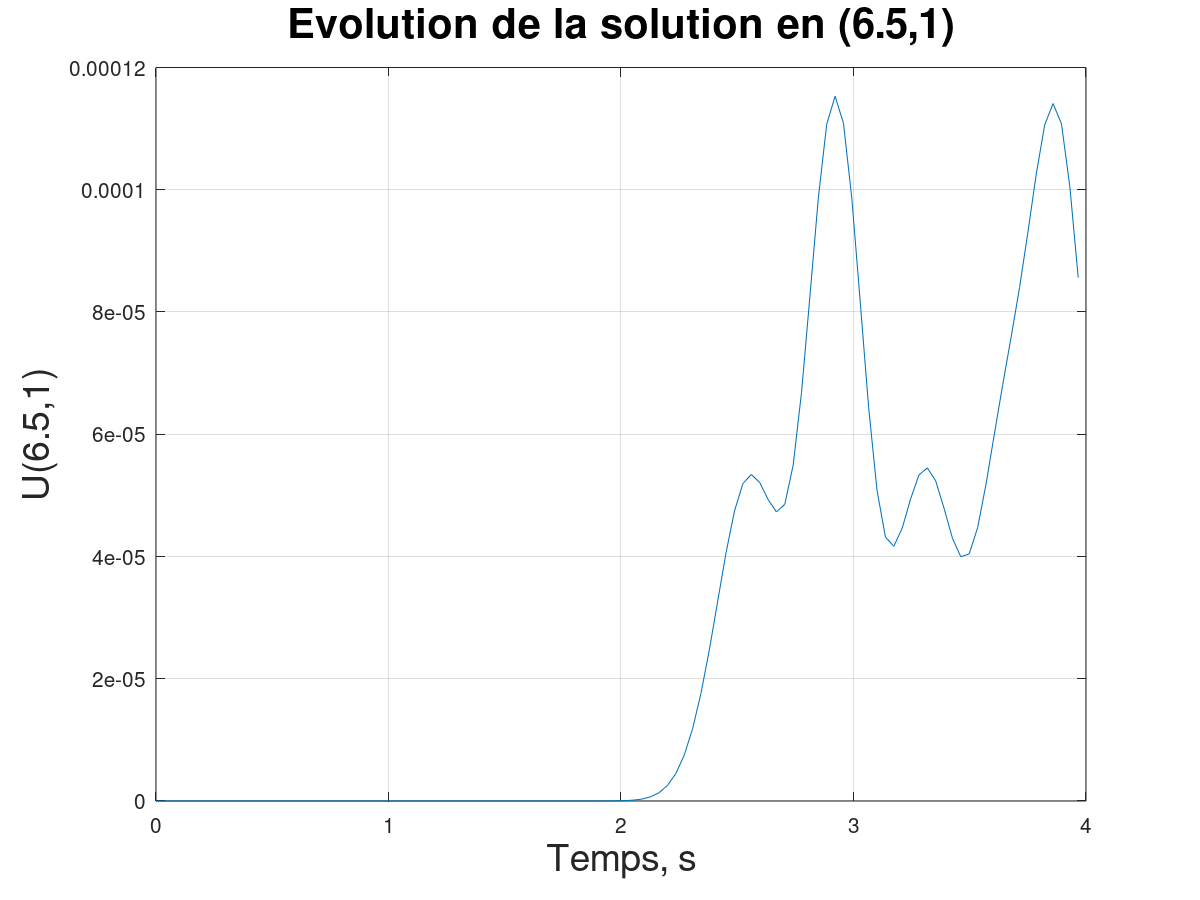 Evolution de la solution en (6.5,1)
0.00012
0.0001
8e-05
6e-05
4e-05
2e-05
0
U(6.5,1)
0 1 2 3 4
Temps, s